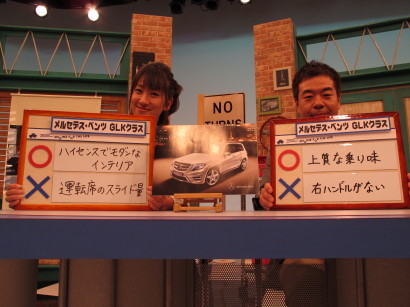 NO
TURNS
メルセデス・ベンツ GLKクラス
ハイセンスでモダンな
インテリア
運転席のスライド量
メルセデス・ベンツ GLKクラス
上質な乗り味
右ハンドルがない